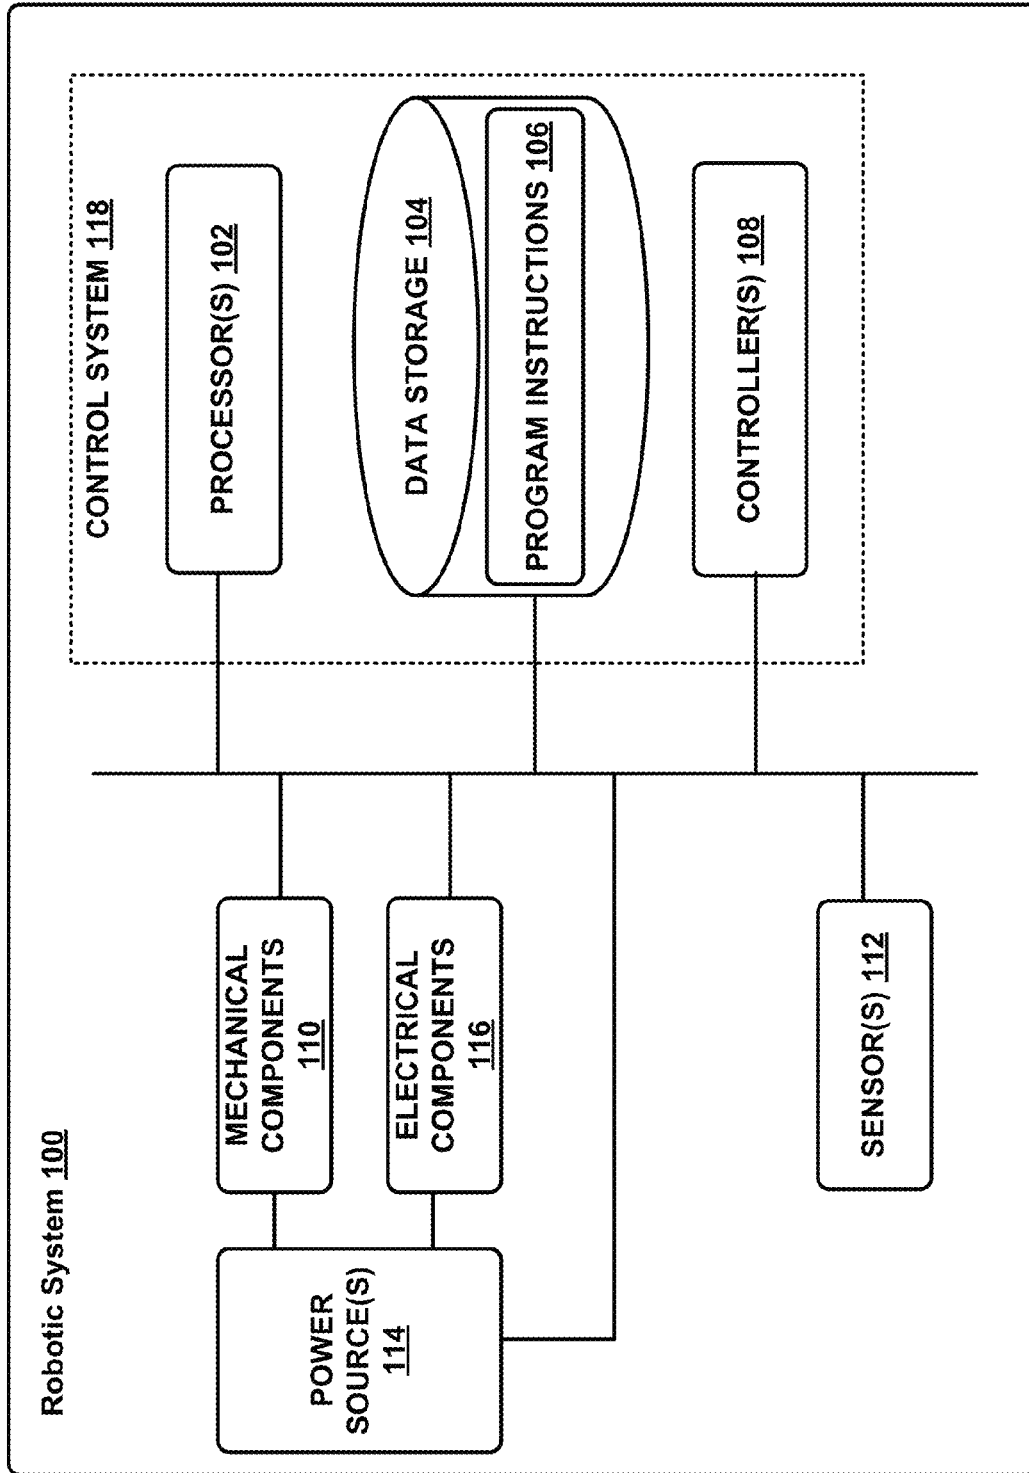 Robotic System 100
CONTROL SYSTEM 118
PROCESSOR(S) 102
DATA STORAGE 104
PROGRAM INSTRUCTIONS 106
CONTROLLER(S) 108
MECHANICAL
COMPONENTS
110
ELECTRICAL
COMPONENTS
116
POWER
SOURCE(S)
114
SENSOR(S) 112